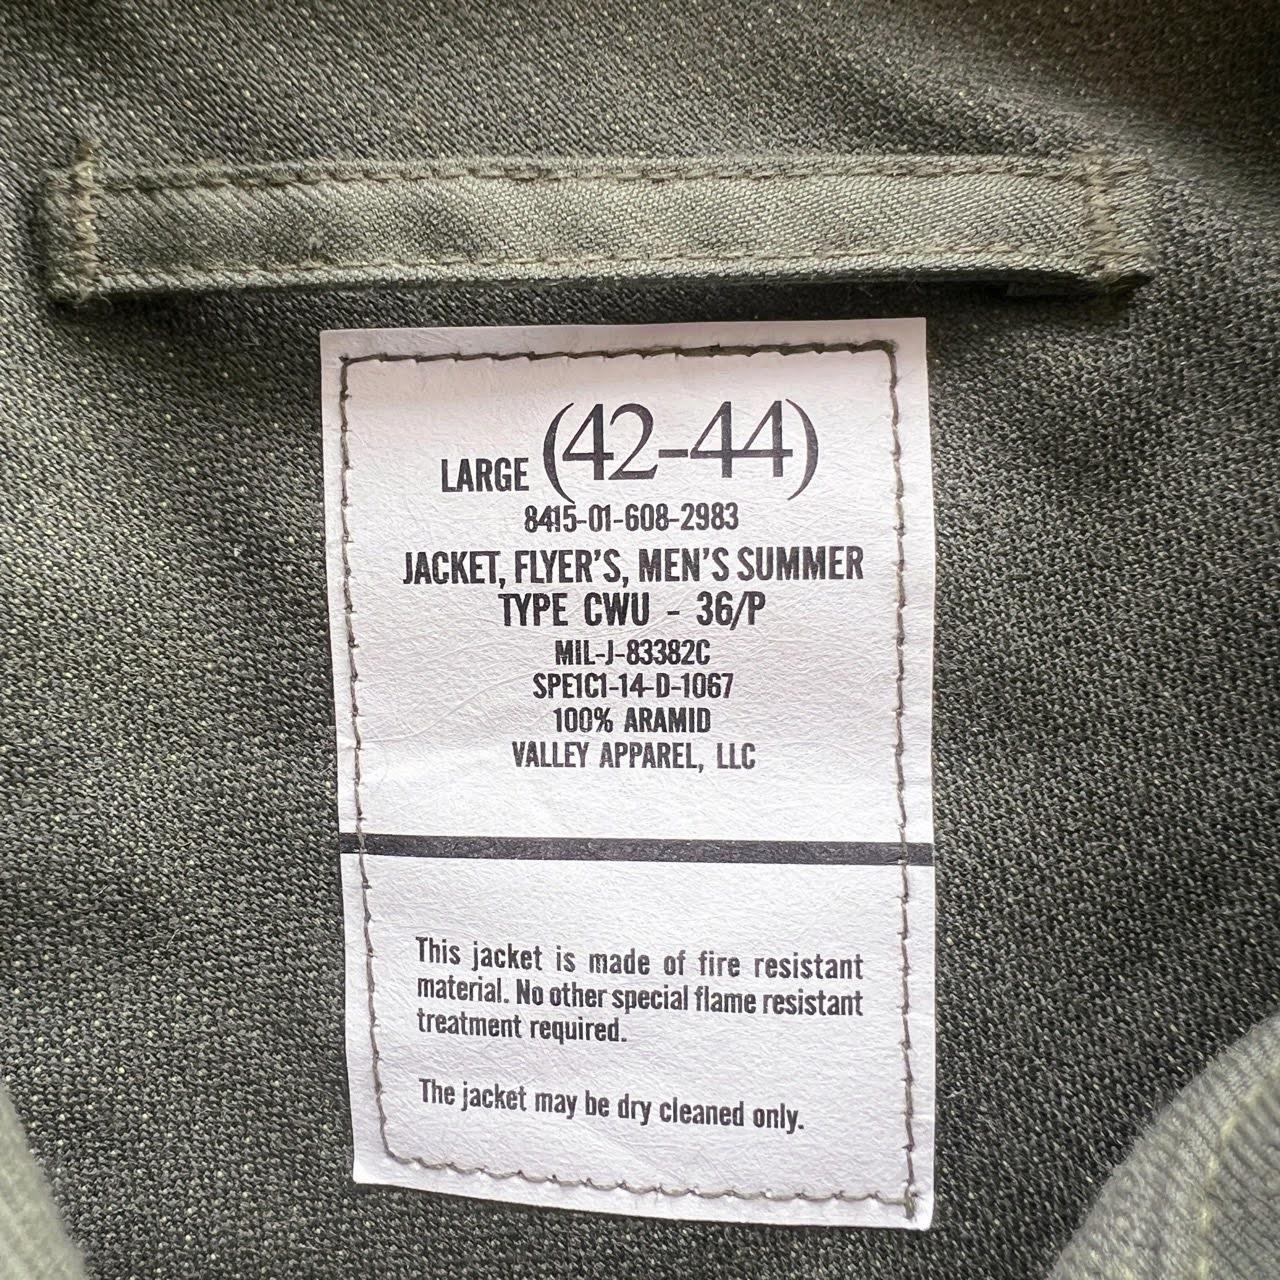 LARGE (42-44)
8415-01-608-2983
JACKET, FLYER'S, MEN'S SUMMER
TYPE CWU - 36/P
MIL-J-83382C
SPE1C1-14-D-1067
100% ARAMID
VALLEY APPAREL, LLC
This jacket is made of fire resistant
material. No other special flame resistant
treatment required.
The jacket may be dry cleaned only.